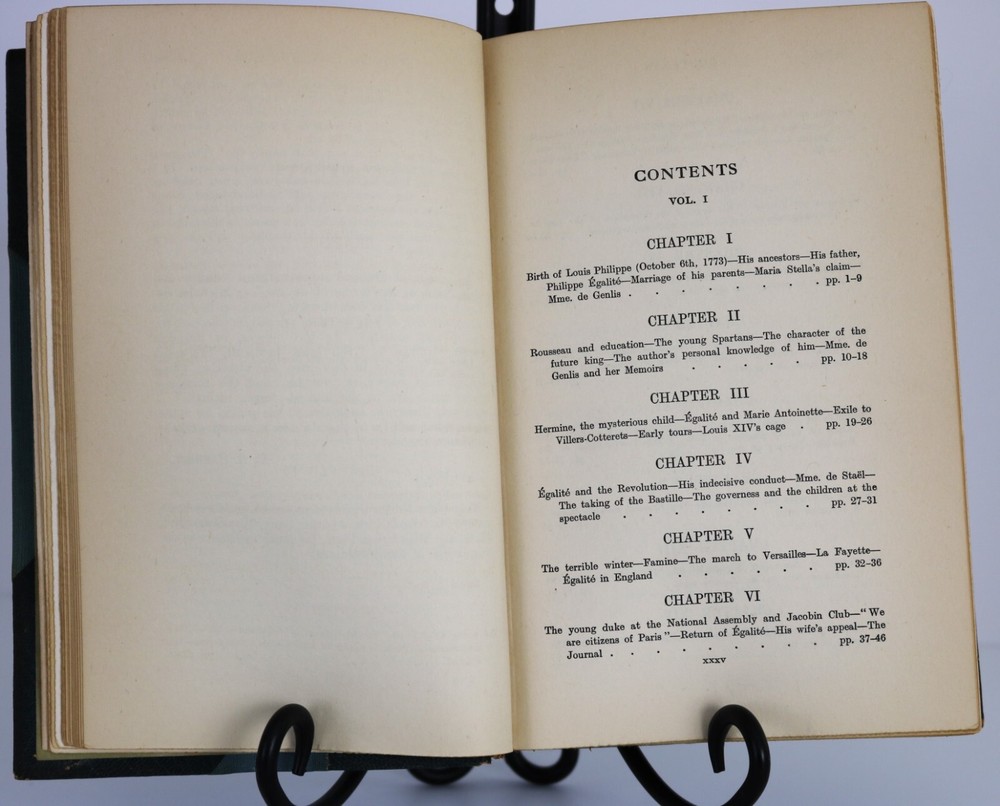 CONTENTS
VOL. I
CHAPTER I
Birth of Louis Philippe (October 6th, 1773)—His ancestors—His father,
Philippe Égalité—Marriage of his parents—Maria Stella's claim—
Mme. de Genlis . . . . . . . . pp. 1–9
CHAPTER II
Rousseau and education—The young Spartans—The character of the
future king—The author's personal knowledge of him—Mme. de
Genlis and her Memoirs . . . . . pp. 10–18
CHAPTER III
Hermine, the mysterious child—Égalité and Marie Antoinette—Exile to
Villers-Cotterets—Early tours—Louis XIV's cage . pp. 19–26
CHAPTER IV
Égalité and the Revolution—His indecisive conduct—Mme. de Staël—
The taking of the Bastille—The governess and the children at the
spectacle . . . . . . . . pp. 27–31
CHAPTER V
The terrible winter—Famine—The march to Versailles—La Fayette—
Égalité in England . . . . . . pp. 32–36
CHAPTER VI
The young duke at the National Assembly and Jacobin Club—" We
are citizens of Paris "—Return of Égalité—His wife's appeal—The
Journal . . . . . . . . . pp. 37–46
xxxv